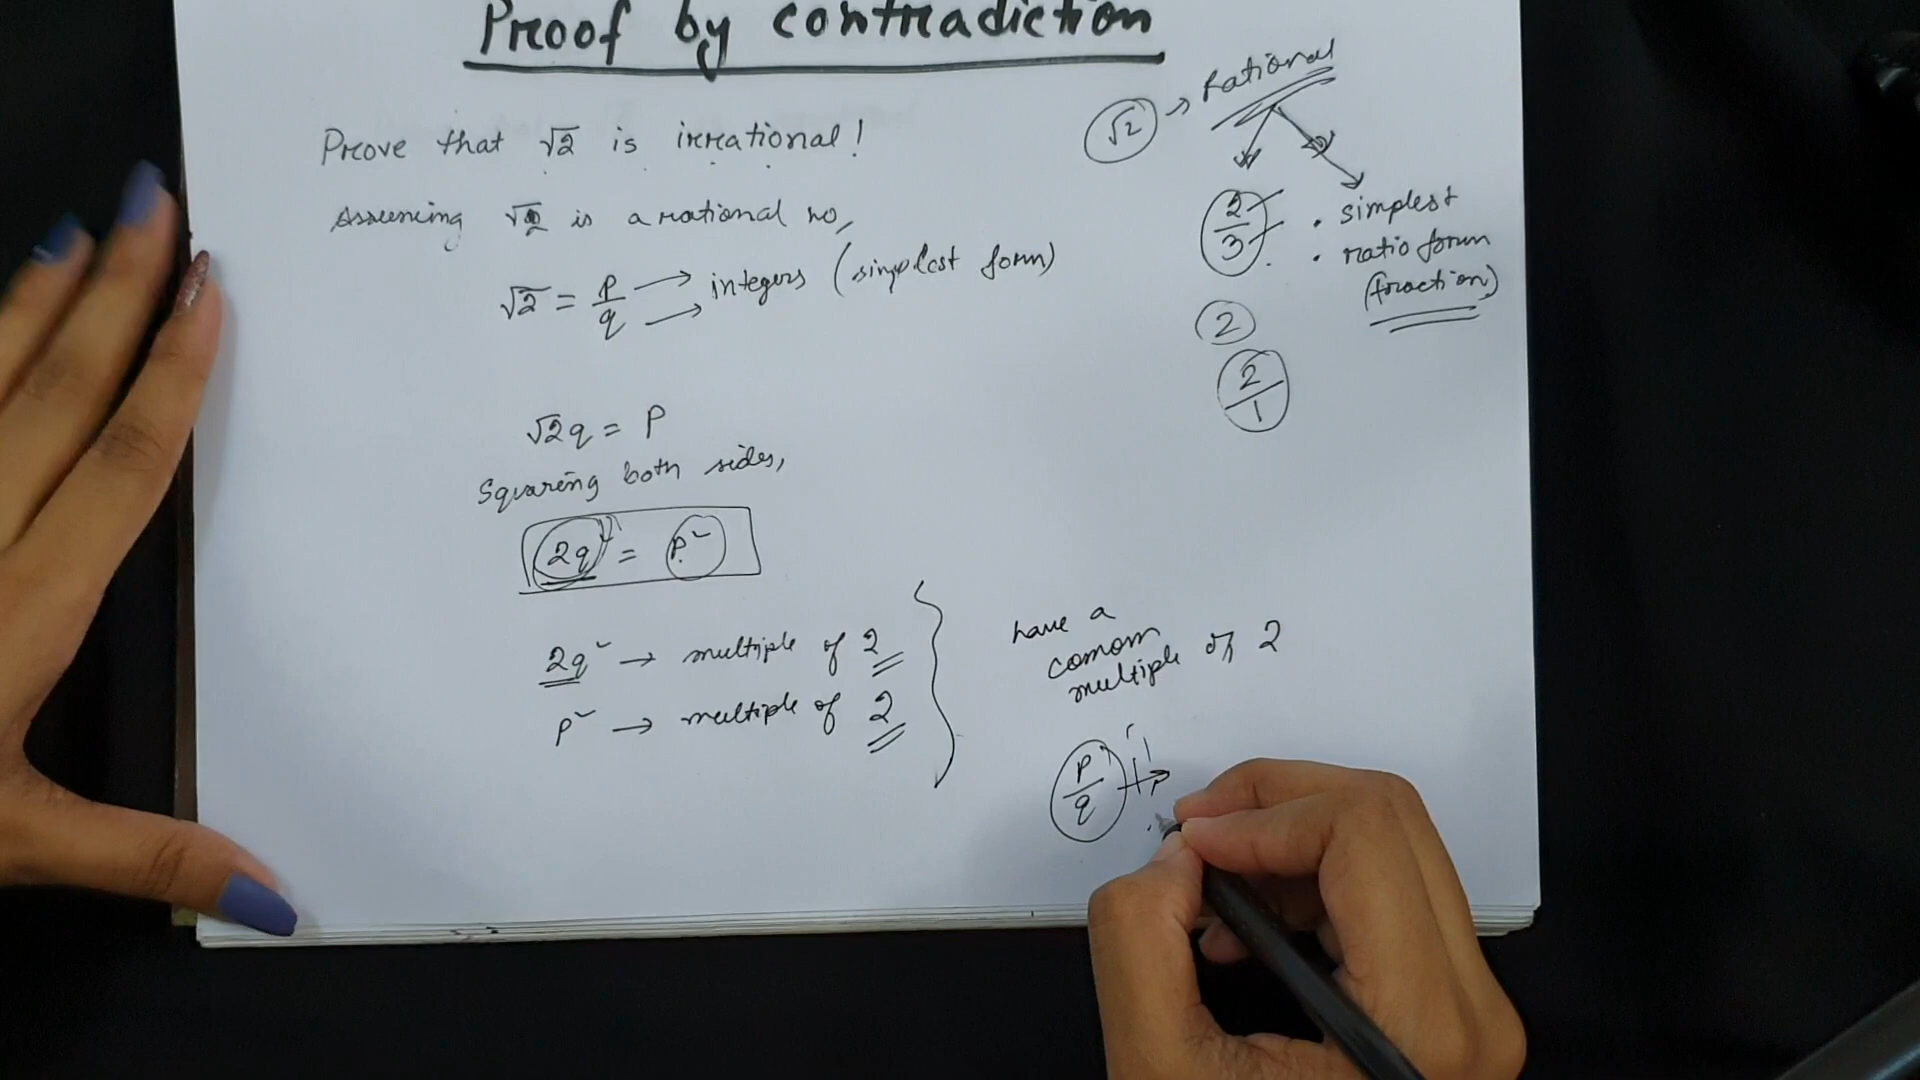 Proof by contradiction
Prove that √2 is irrational!
Assuming √2 is a rational no,
√2 = p/q → integers (simplest form)
√2q = P
Squaring both sides,
2q² = p²
2q² → multiple of 2
p² → multiple of 2
have a
comom
multiple of 2
p/q
√2 → rational
2/3
· simplest
· ratio form
(fraction)
2
2/1